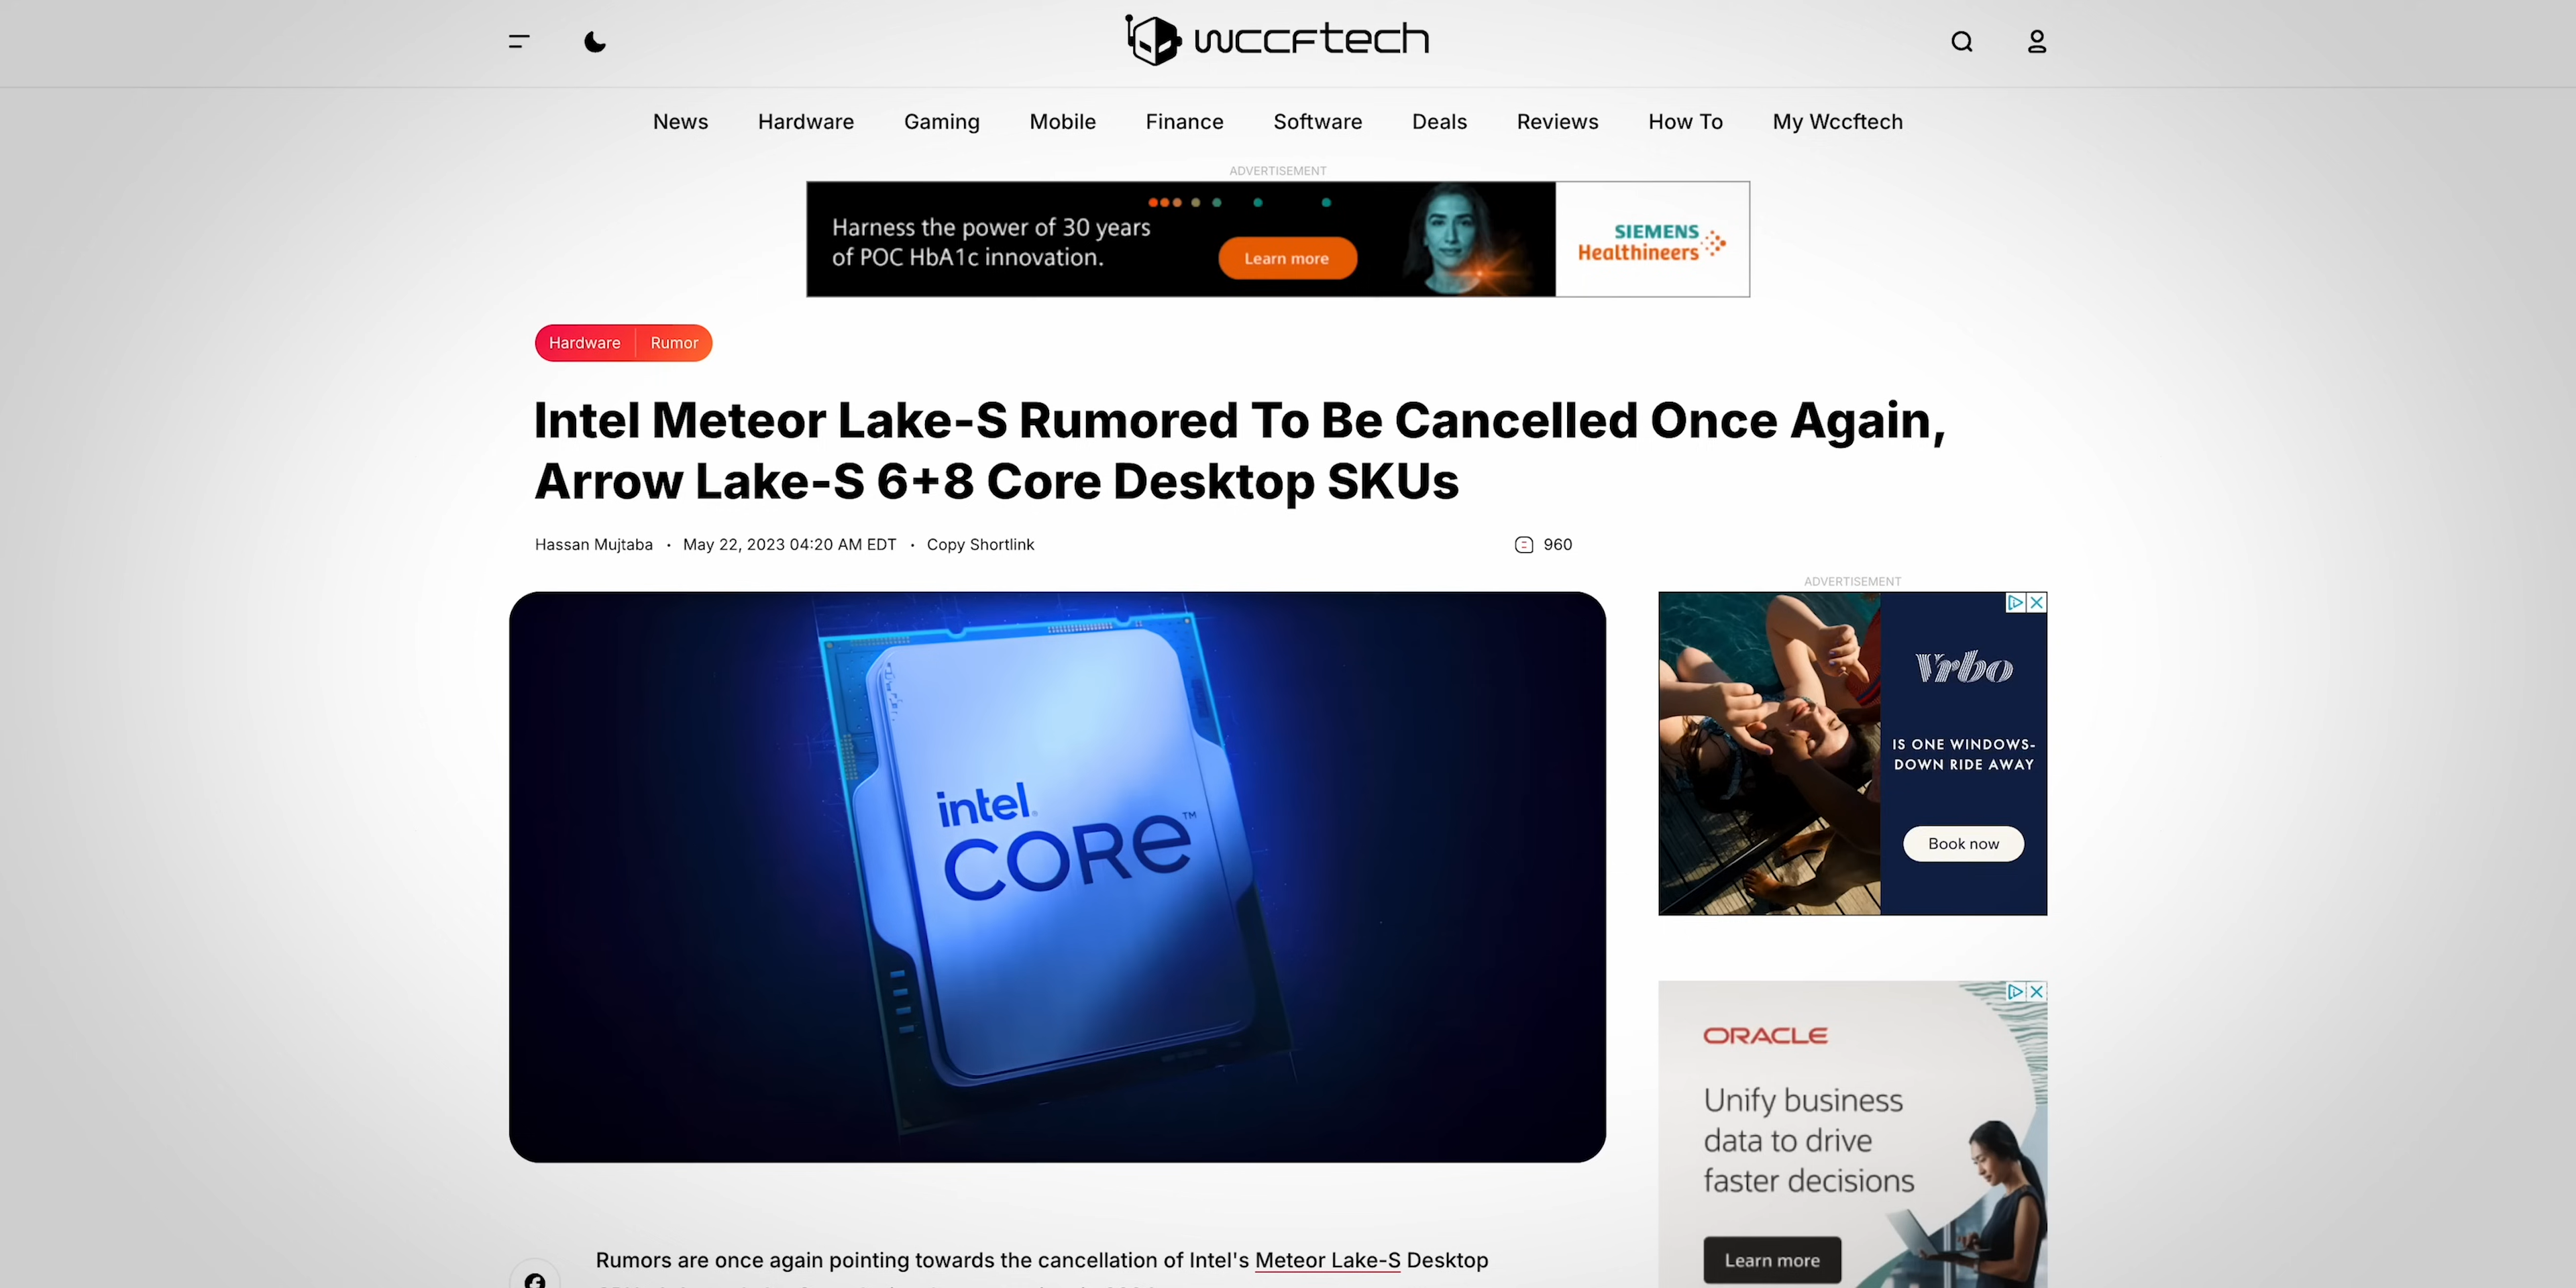 wccftech
News Hardware Gaming Mobile Finance Software Deals Reviews How To My Wccftech
ADVERTISEMENT
Harness the power of 30 years
of POC HbA1c innovation.
Learn more
SIEMENS
Healthineers
Hardware Rumor
Intel Meteor Lake-S Rumored To Be Cancelled Once Again,
Arrow Lake-S 6+8 Core Desktop SKUs
Hassan Mujtaba • May 22, 2023 04:20 AM EDT • Copy Shortlink
960
intel.
CORE™
ADVERTISEMENT
Vrbo
IS ONE WINDOWS-
DOWN RIDE AWAY
Book now
ORACLE
Unify business
data to drive
faster decisions
Learn more
Rumors are once again pointing towards the cancellation of Intel's Meteor Lake-S Desktop